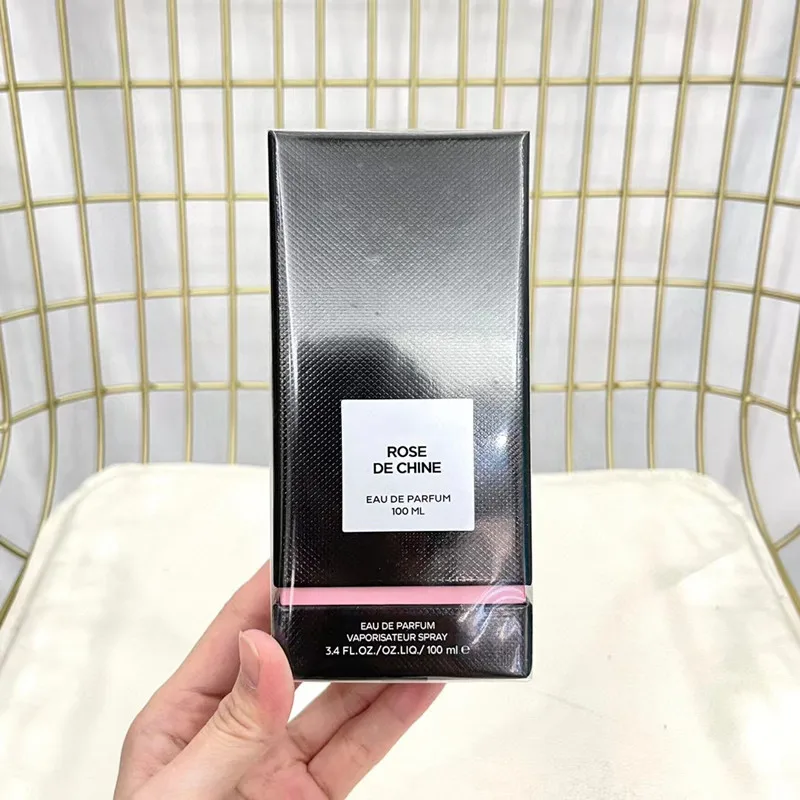 ROSE
DE CHINE
EAU DE PARFUM
100 ML
EAU DE PARFUM
VAPORISATEUR SPRAY
3.4 FL.OZ./OZ.LIQ./100 ml ℮